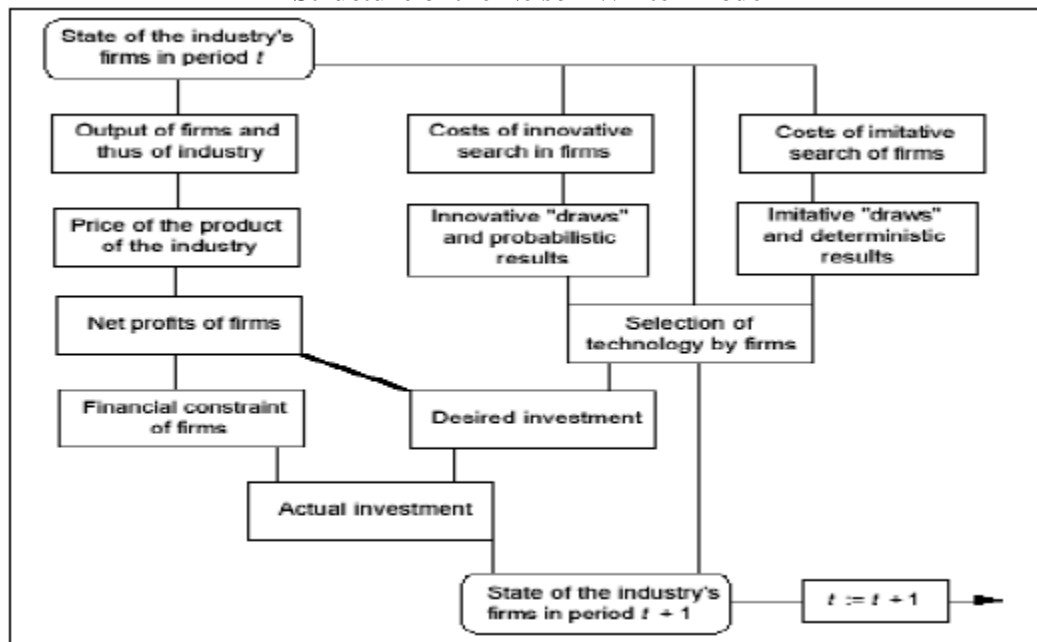 State of the industry's
firms in period t
Output of firms and
thus of industry
Costs of innovative
search in firms
Costs of imitative
search of firms
Price of the product
of the industry
Innovative "draws"
and probabilistic
results
Imitative "draws"
and deterministic
results
Net profits of firms
Selection of
technology by firms
Financial constraint
of firms
Desired investment
Actual investment
State of the industry's
firms in period t + 1
t := t + 1